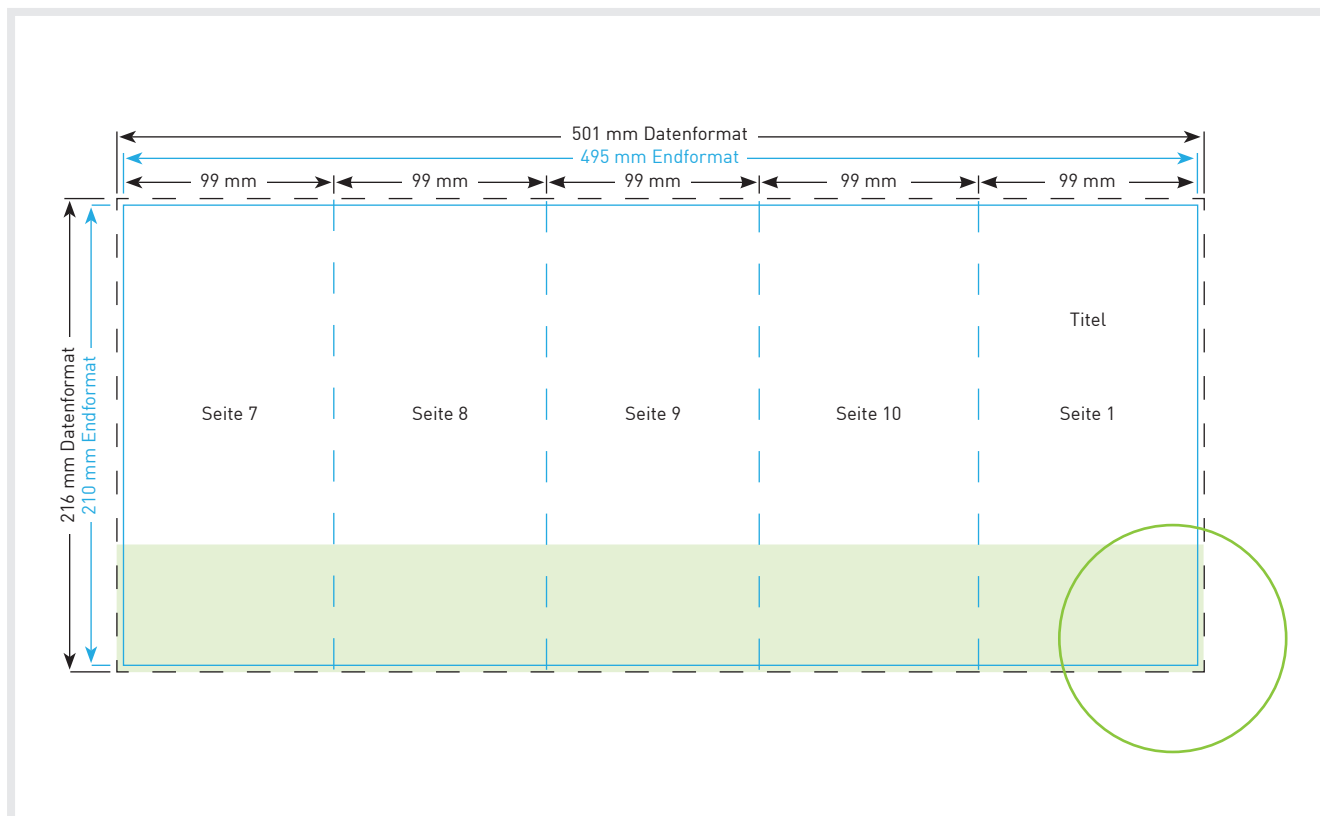 501 mm Datenformat
495 mm Endformat
99 mm
99 mm
99 mm
99 mm
99 mm
216 mm Datenformat
210 mm Endformat
Titel
Seite 7
Seite 8
Seite 9
Seite 10
Seite 1